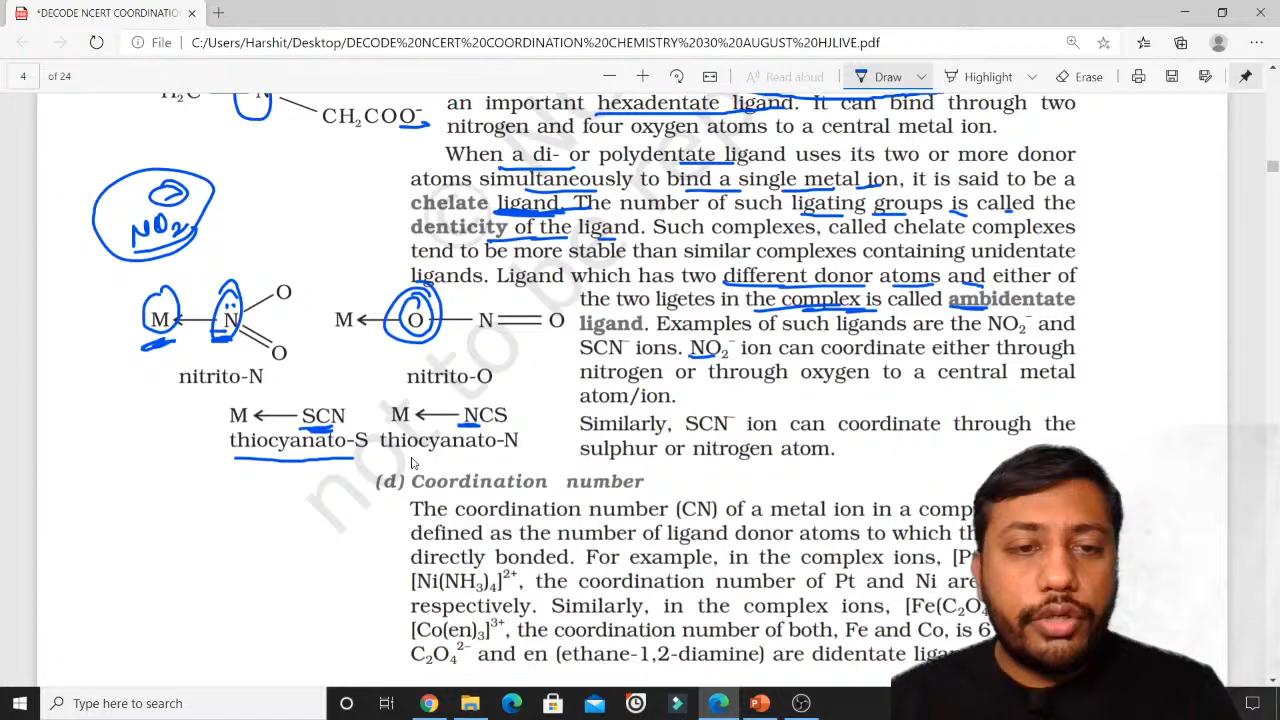 *DECODE NCERT COORDINATION
File C:/Users/Harshit/Desktop/DECODE%20NCERT%20COORDINATION%20CHEMISTRY%2030%20AUGUST%20HJLIVE.pdf
4 of 24 Read aloud Draw Highlight Erase
an important hexadentate ligand. It can bind through two
CH₂COO⁻ nitrogen and four oxygen atoms to a central metal ion.
When a di- or polydentate ligand uses its two or more donor
atoms simultaneously to bind a single metal ion, it is said to be a
chelate ligand. The number of such ligating groups is called the
denticity of the ligand. Such complexes, called chelate complexes
tend to be more stable than similar complexes containing unidentate
ligands. Ligand which has two different donor atoms and either of
the two ligetes in the complex is called ambidentate
ligand. Examples of such ligands are the NO₂⁻ and
SCN⁻ ions. NO₂⁻ ion can coordinate either through
nitrogen or through oxygen to a central metal
atom/ion.
Similarly, SCN⁻ ion can coordinate through the
sulphur or nitrogen atom.
NO₂
M ← N O O
nitrito-N
M ← O — N = O
nitrito-O
M ← SCN
thiocyanato-S
M ← NCS
thiocyanato-N
(d) Coordination number
The coordination number (CN) of a metal ion in a
defined as the number of ligand donor atoms to which
directly bonded. For example, in the complex ions,
[Ni(NH₃)₄]²⁺, the coordination number of Pt and Ni are
respectively. Similarly, in the complex ions, [Fe(C₂O₄
[Co(en)₃]³⁺, the coordination number of both, Fe and Co, is 6
C₂O₄²⁻ and en (ethane-1,2-diamine) are didentate
not to be
Type here to search